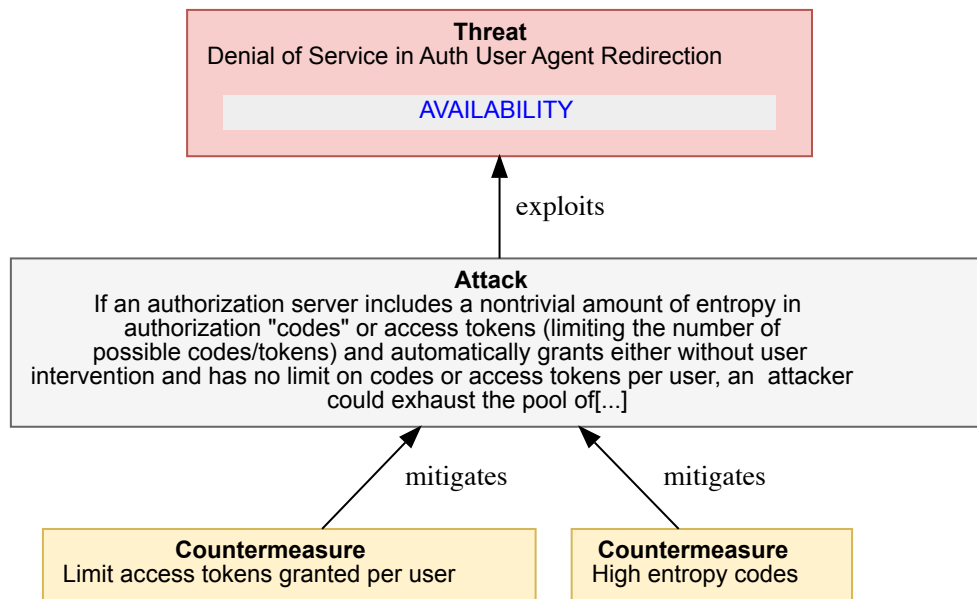 Threat
Denial of Service in Auth User Agent Redirection
AVAILABILITY
exploits
Attack
If an authorization server includes a nontrivial amount of entropy in
authorization "codes" or access tokens (limiting the number of
possible codes/tokens) and automatically grants either without user
intervention and has no limit on codes or access tokens per user, an  attacker
could exhaust the pool of[...]
mitigates
mitigates
Countermeasure
Limit access tokens granted per user
Countermeasure
High entropy codes